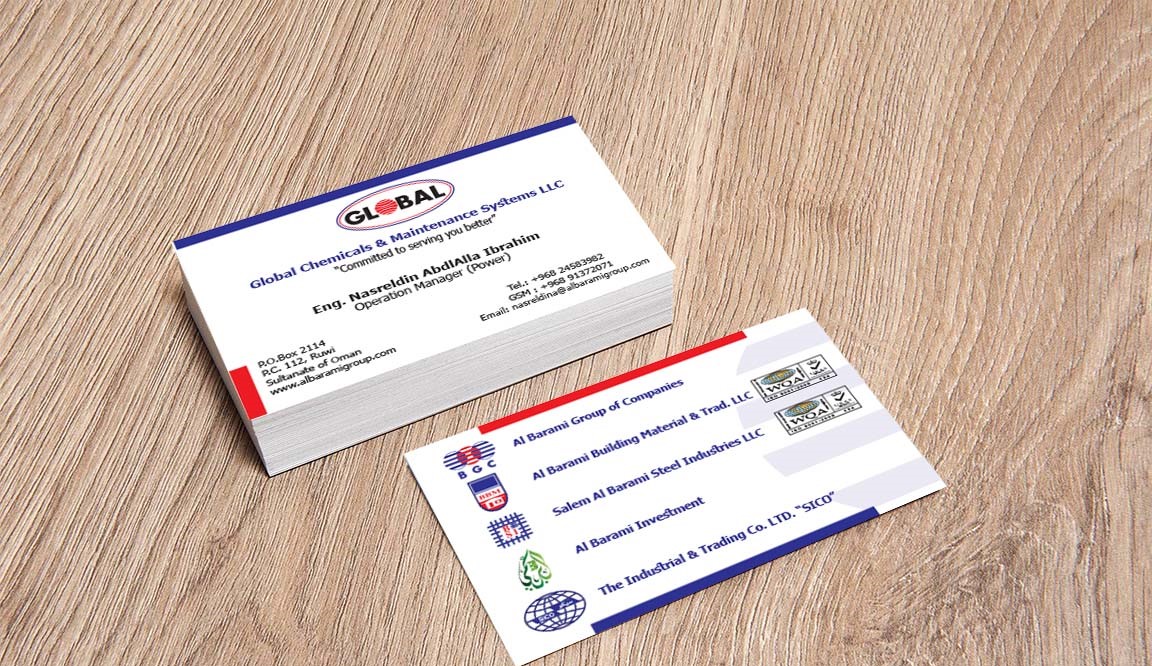 GLOBAL
Global Chemicals & Maintenance Systems LLC
"Committed to serving you better"
Eng. Nasreldin AbdlAlla Ibrahim
Operation Manager (Power)
Tel.: +968 24583982
GSM : +968 91372071
Email: nasreldina@albaramigroup.com
P.O.Box 2114
P.C. 112, Ruwi
Sultanate of Oman
www.albaramigroup.com
Al Barami Group of Companies
BGC
Al Barami Building Material & Trad. LLC
BBM
Salem Al Barami Steel Industries LLC
Al Barami Investment
The Industrial & Trading Co. LTD. "SICO"
SICO
WQA
WQA